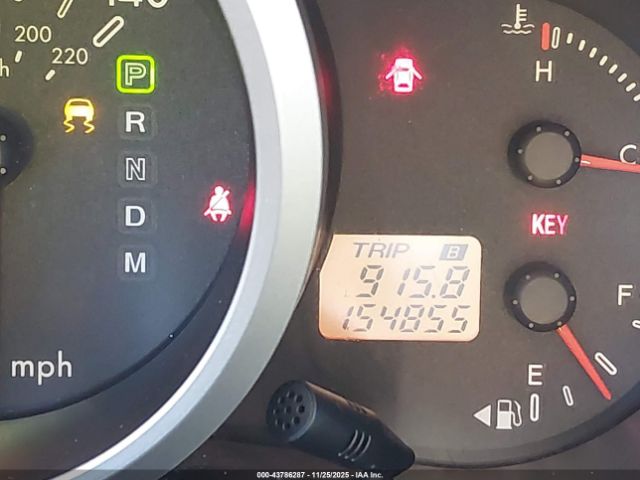 140
200
220
P
R
N
D
M
mph
H
C
KEY
TRIP B
915.8
154855
F
E
000-43786287 - 11/25/2025 - IAA Inc.